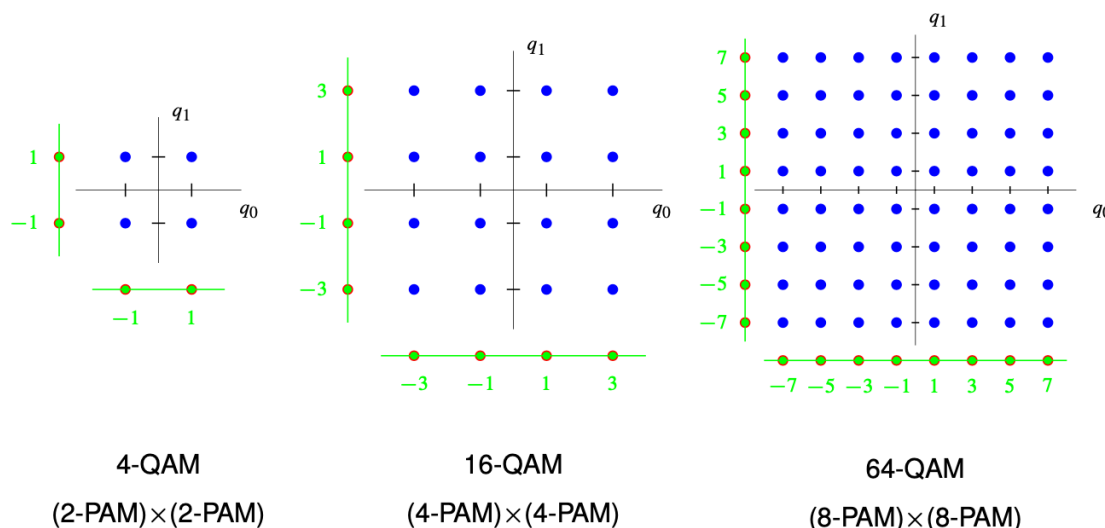 q₁
1
−1
q₀
−1 1
4-QAM
(2-PAM)×(2-PAM)
q₁
3
1
−1
−3
q₀
−3 −1 1 3
16-QAM
(4-PAM)×(4-PAM)
q₁
7
5
3
1
−1
−3
−5
−7
q₀
−7 −5 −3 −1 1 3 5 7
64-QAM
(8-PAM)×(8-PAM)